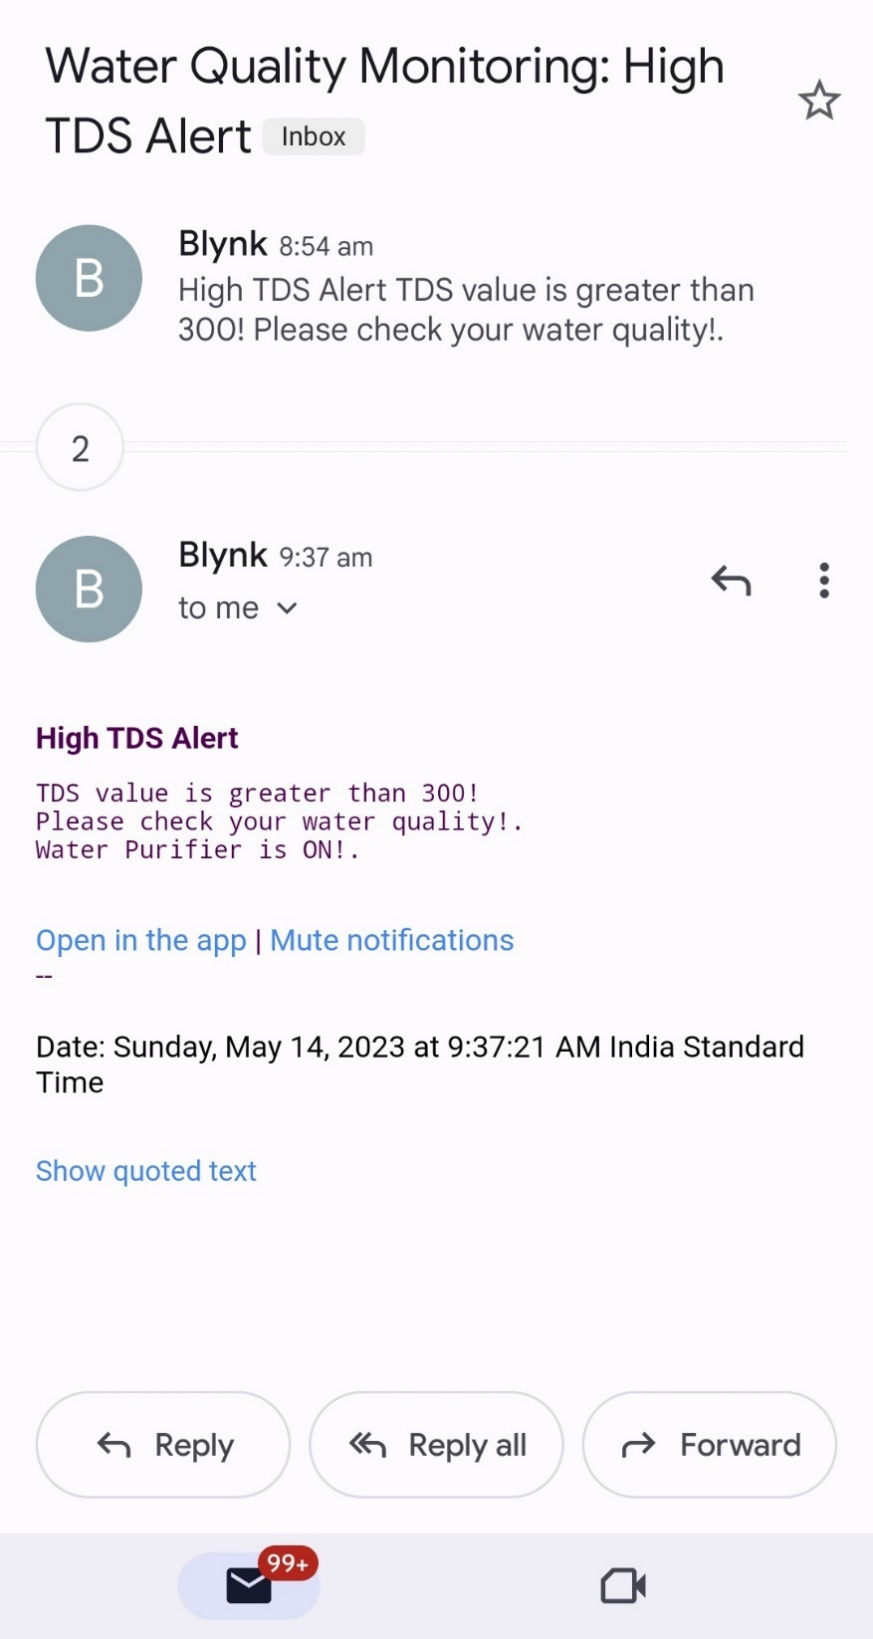 Water Quality Monitoring: High
TDS Alert Inbox
B
Blynk 8:54 am
High TDS Alert TDS value is greater than
300! Please check your water quality!.
2
B
Blynk 9:37 am
to me
High TDS Alert
TDS value is greater than 300!
Please check your water quality!.
Water Purifier is ON!.
Open in the app | Mute notifications
--
Date: Sunday, May 14, 2023 at 9:37:21 AM India Standard
Time
Show quoted text
Reply Reply all Forward
99+